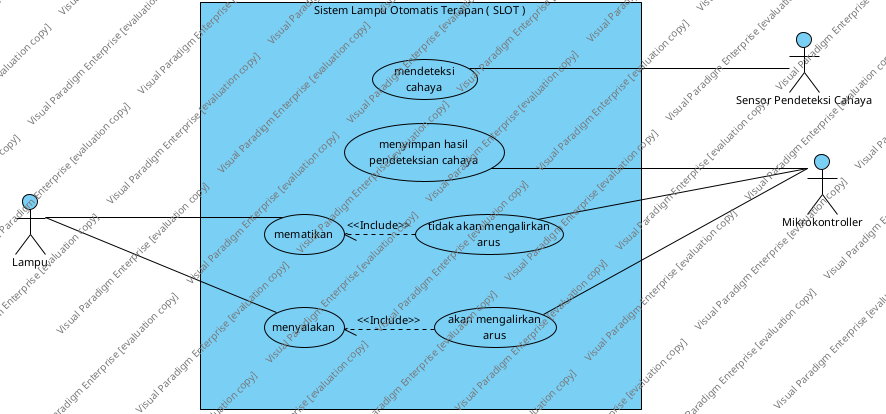 Sistem Lampu Otomatis Terapan ( SLOT )
mendeteksi
cahaya
Sensor Pendeteksi Cahaya
menyimpan hasil
pendeteksian cahaya
Mikrokontroller
Lampu
mematikan
<<Include>>
tidak akan mengalirkan
arus
menyalakan
<<Include>>
akan mengalirkan
arus
Visual Paradigm Enterprise [evaluation copy]